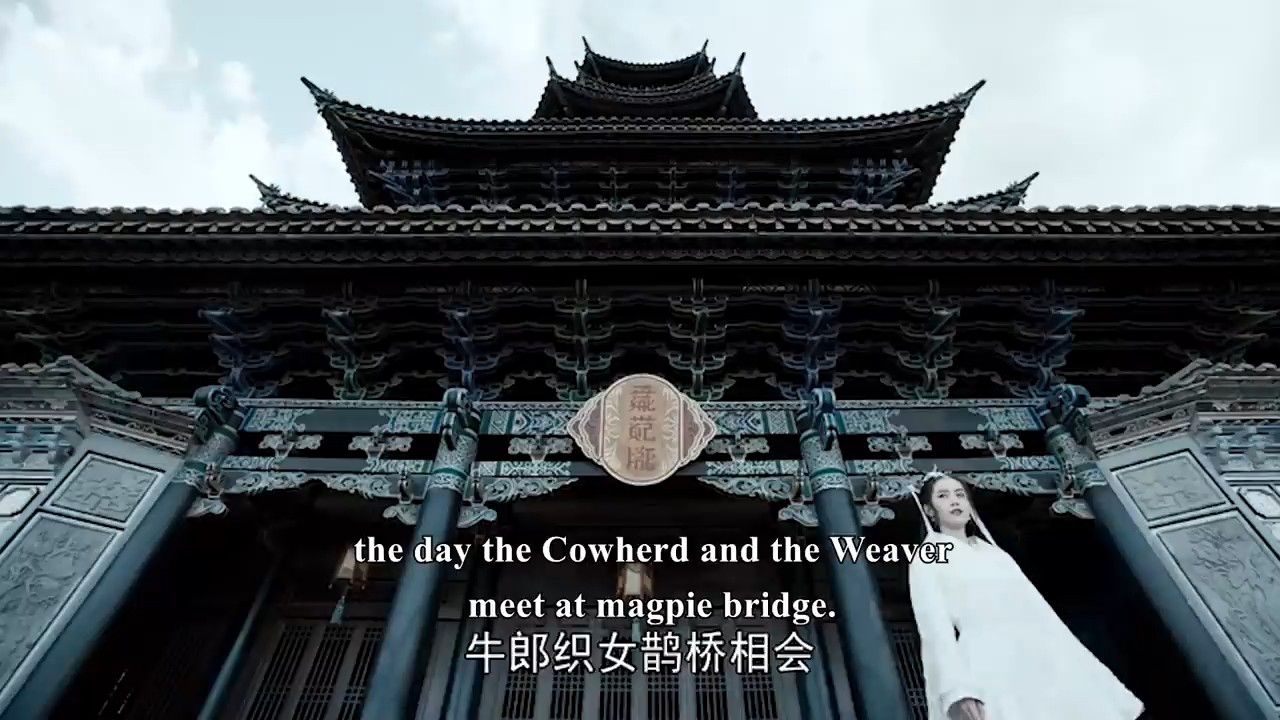 the day the Cowherd and the Weaver
meet at magpie bridge.
牛郎织女鹊桥相会